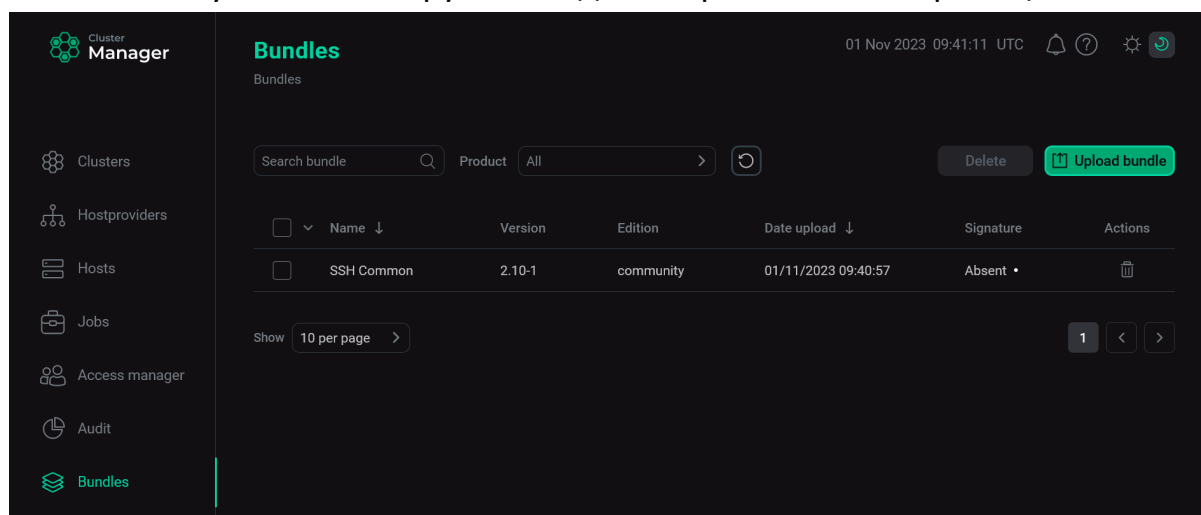 Cluster
Manager
Bundles
Bundles
01 Nov 2023 09:41:11 UTC
Clusters
Hostproviders
Hosts
Jobs
Access manager
Audit
Bundles
Search bundle
Product
All
Delete
Upload bundle
Name ↓ Version Edition Date upload ↓ Signature Actions
SSH Common 2.10-1 community 01/11/2023 09:40:57 Absent •
Show 10 per page
1